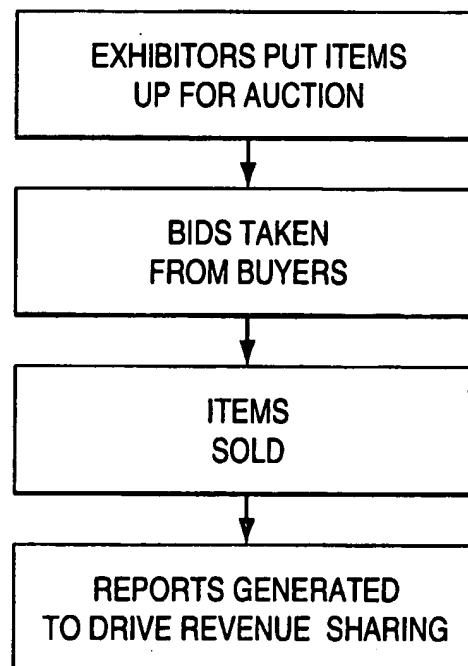 EXHIBITORS PUT ITEMS
UP FOR AUCTION
BIDS TAKEN
FROM BUYERS
ITEMS
SOLD
REPORTS GENERATED
TO DRIVE REVENUE SHARING